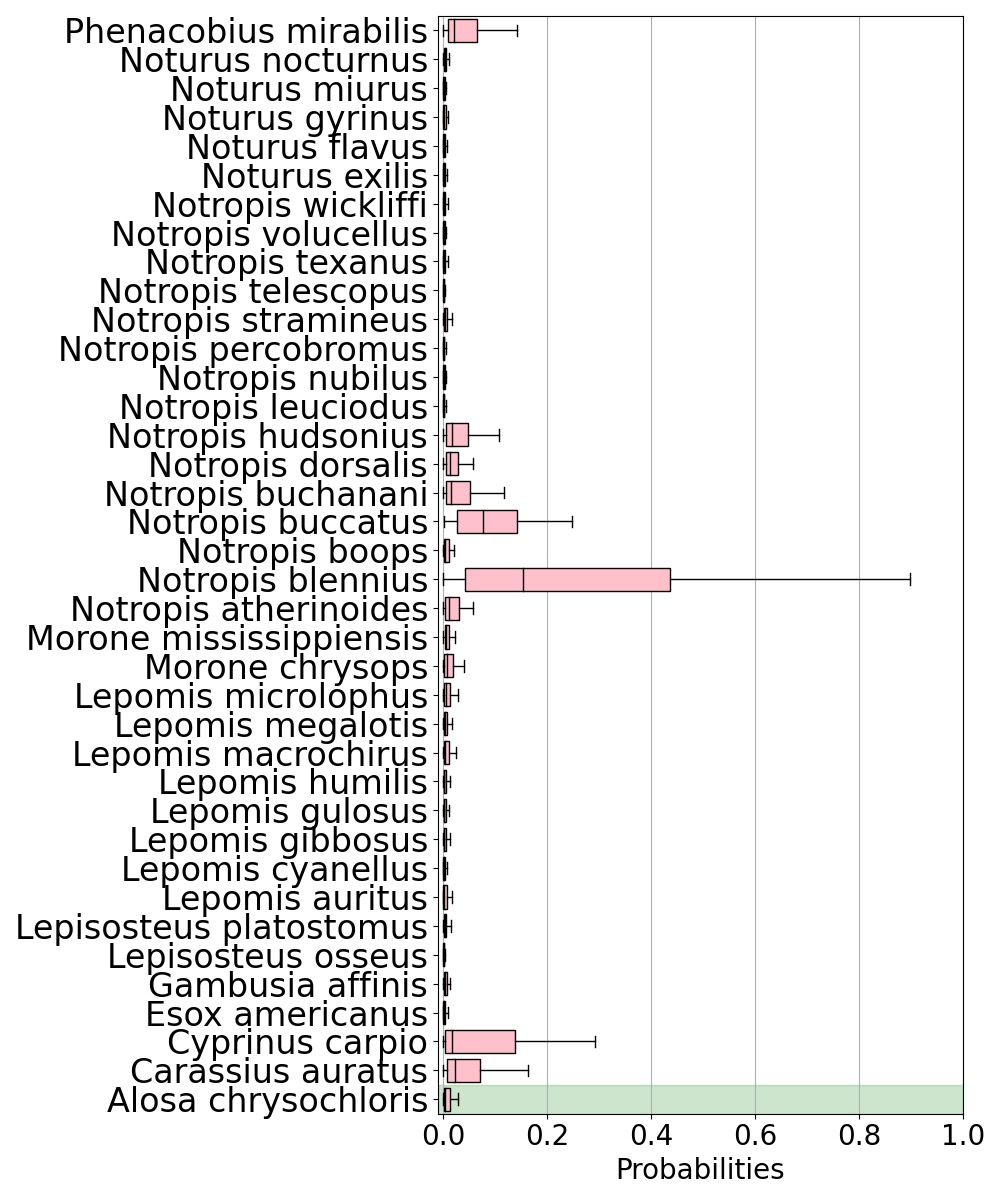 Phenacobius mirabilis
Noturus nocturnus
Noturus miurus
Noturus gyrinus
Noturus flavus
Noturus exilis
Notropis wickliffi
Notropis volucellus
Notropis texanus
Notropis telescopus
Notropis stramineus
Notropis percobromus
Notropis nubilus
Notropis leuciodus
Notropis hudsonius
Notropis dorsalis
Notropis buchanani
Notropis buccatus
Notropis boops
Notropis blennius
Notropis atherinoides
Morone mississippiensis
Morone chrysops
Lepomis microlophus
Lepomis megalotis
Lepomis macrochirus
Lepomis humilis
Lepomis gulosus
Lepomis gibbosus
Lepomis cyanellus
Lepomis auritus
Lepisosteus platostomus
Lepisosteus osseus
Gambusia affinis
Esox americanus
Cyprinus carpio
Carassius auratus
Alosa chrysochloris
0.0 0.2 0.4 0.6 0.8 1.0
Probabilities